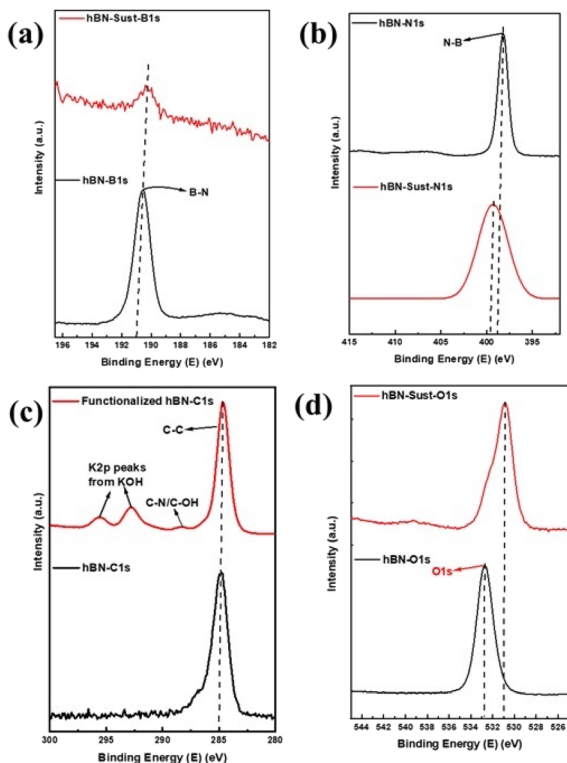 (a)
hBN-Sust-B1s
hBN-B1s
B-N
Intensity (a.u.)
196 194 192 190 188 186 184 182
Binding Energy (E) (eV)
(b)
hBN-N1s
N-B
hBN-Sust-N1s
Intensity (a.u.)
415 410 405 400 395
Binding Energy (E) (eV)
(c)
Functionalized hBN-C1s
C-C
K2p peaks
from KOH
C-N/C-OH
hBN-C1s
Intensity (a.u.)
300 295 290 285 280
Binding Energy (E) (eV)
(d)
hBN-Sust-O1s
hBN-O1s
O1s
Intensity (a.u.)
544 542 540 538 536 534 532 530 528 526 524
Binding Energy (E) (eV)